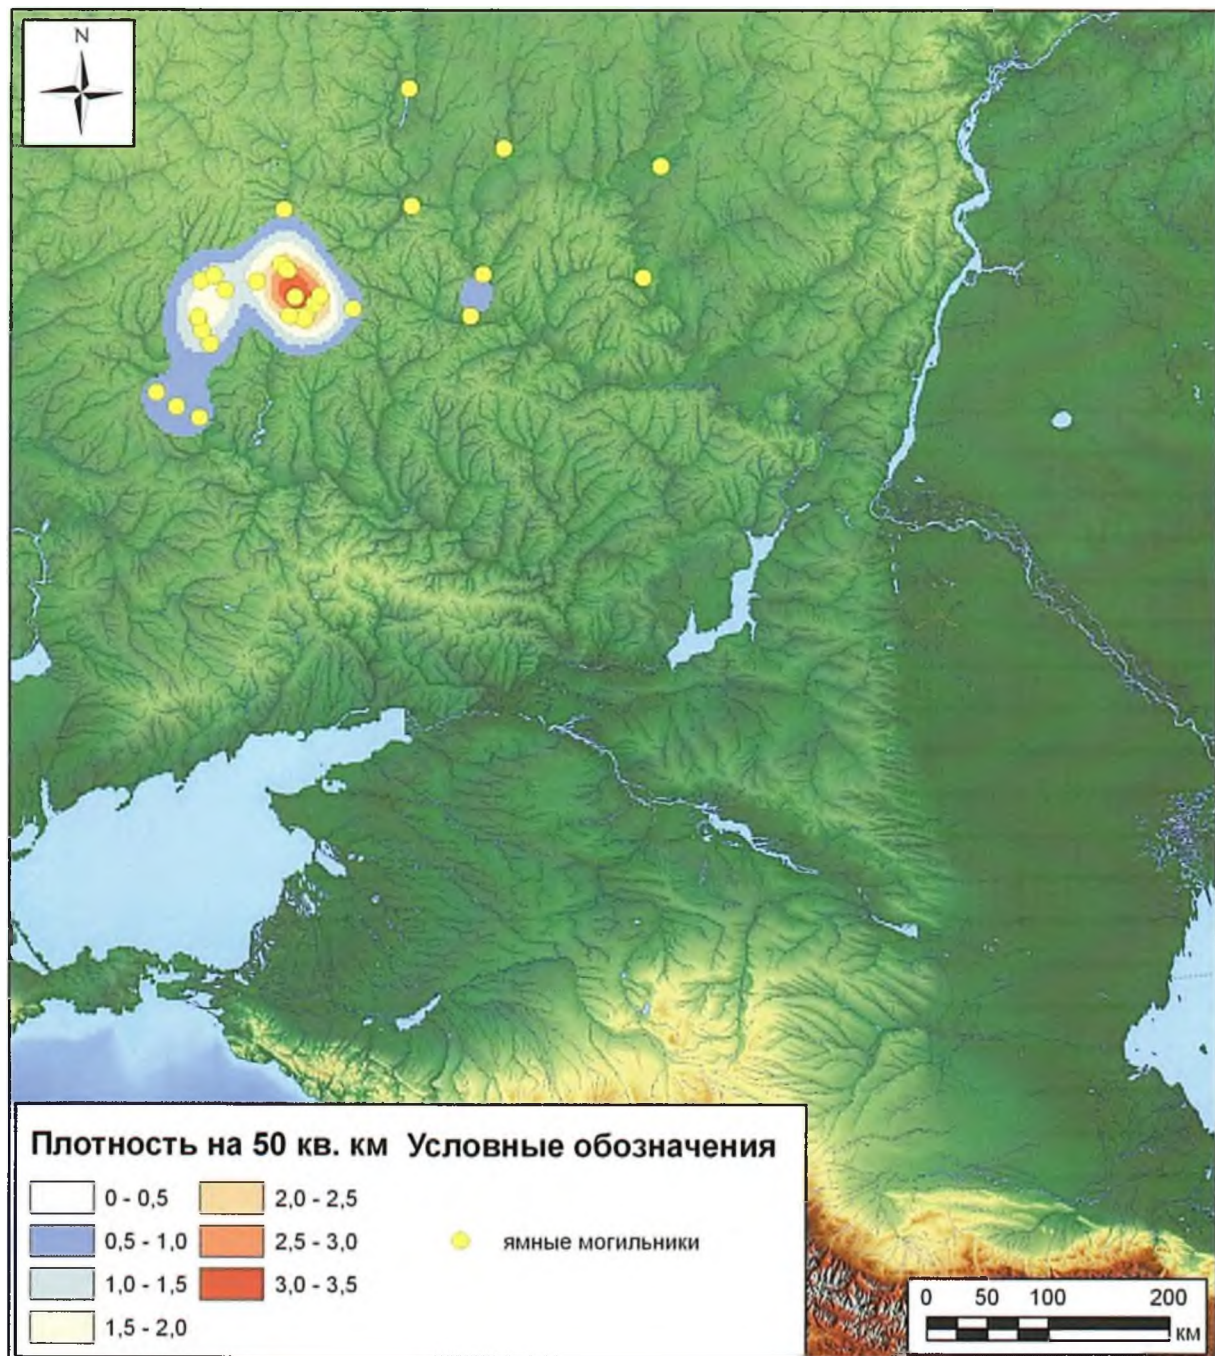 N
Плотность на 50 кв. км Условные обозначения
0 - 0,5
2,0 - 2,5
0,5 - 1,0
2,5 - 3,0
ямные могильники
1,0 - 1,5
3,0 - 3,5
1,5 - 2,0
0 50 100 200
км